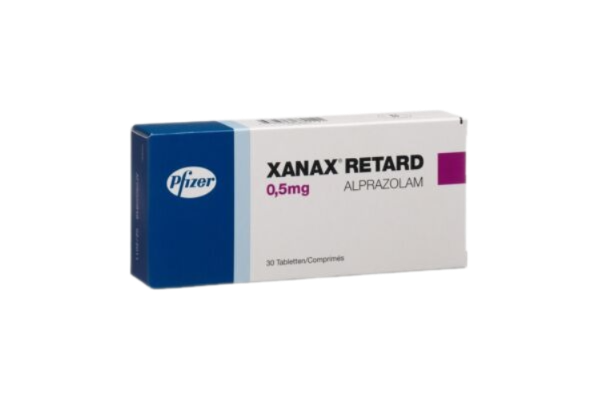 Pfizer
XANAX® RETARD
0,5mg
ALPRAZOLAM
30 Tabletten/Comprimés